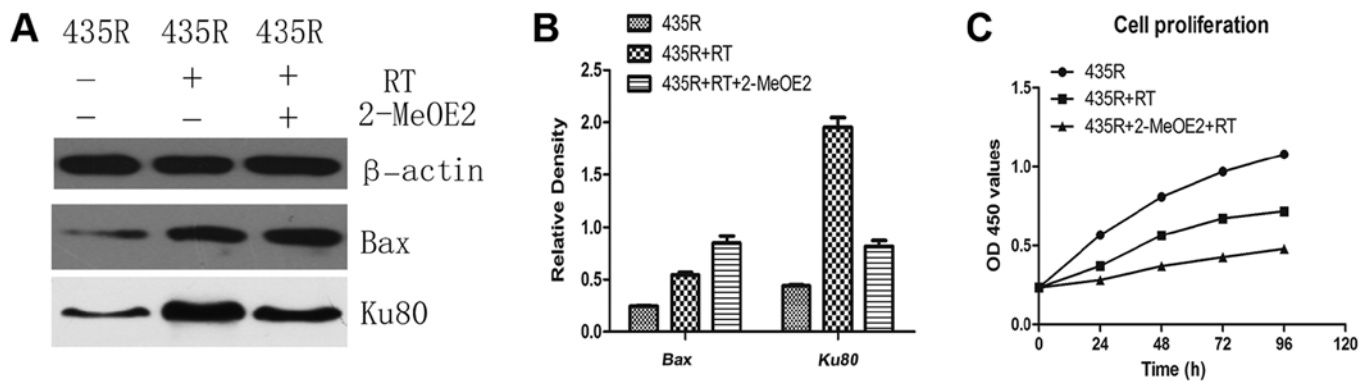 A
435R 435R 435R
– + + RT
– – + 2-MeOE2
β-actin
Bax
Ku80
B
435R
435R+RT
435R+RT+2-MeOE2
Relative Density
2.0
1.5
1.0
0.5
0.0
Bax Ku80
C
Cell proliferation
435R
435R+RT
435R+2-MeOE2+RT
OD 450 values
1.5
1.0
0.5
0.0
0 24 48 72 96 120
Time (h)